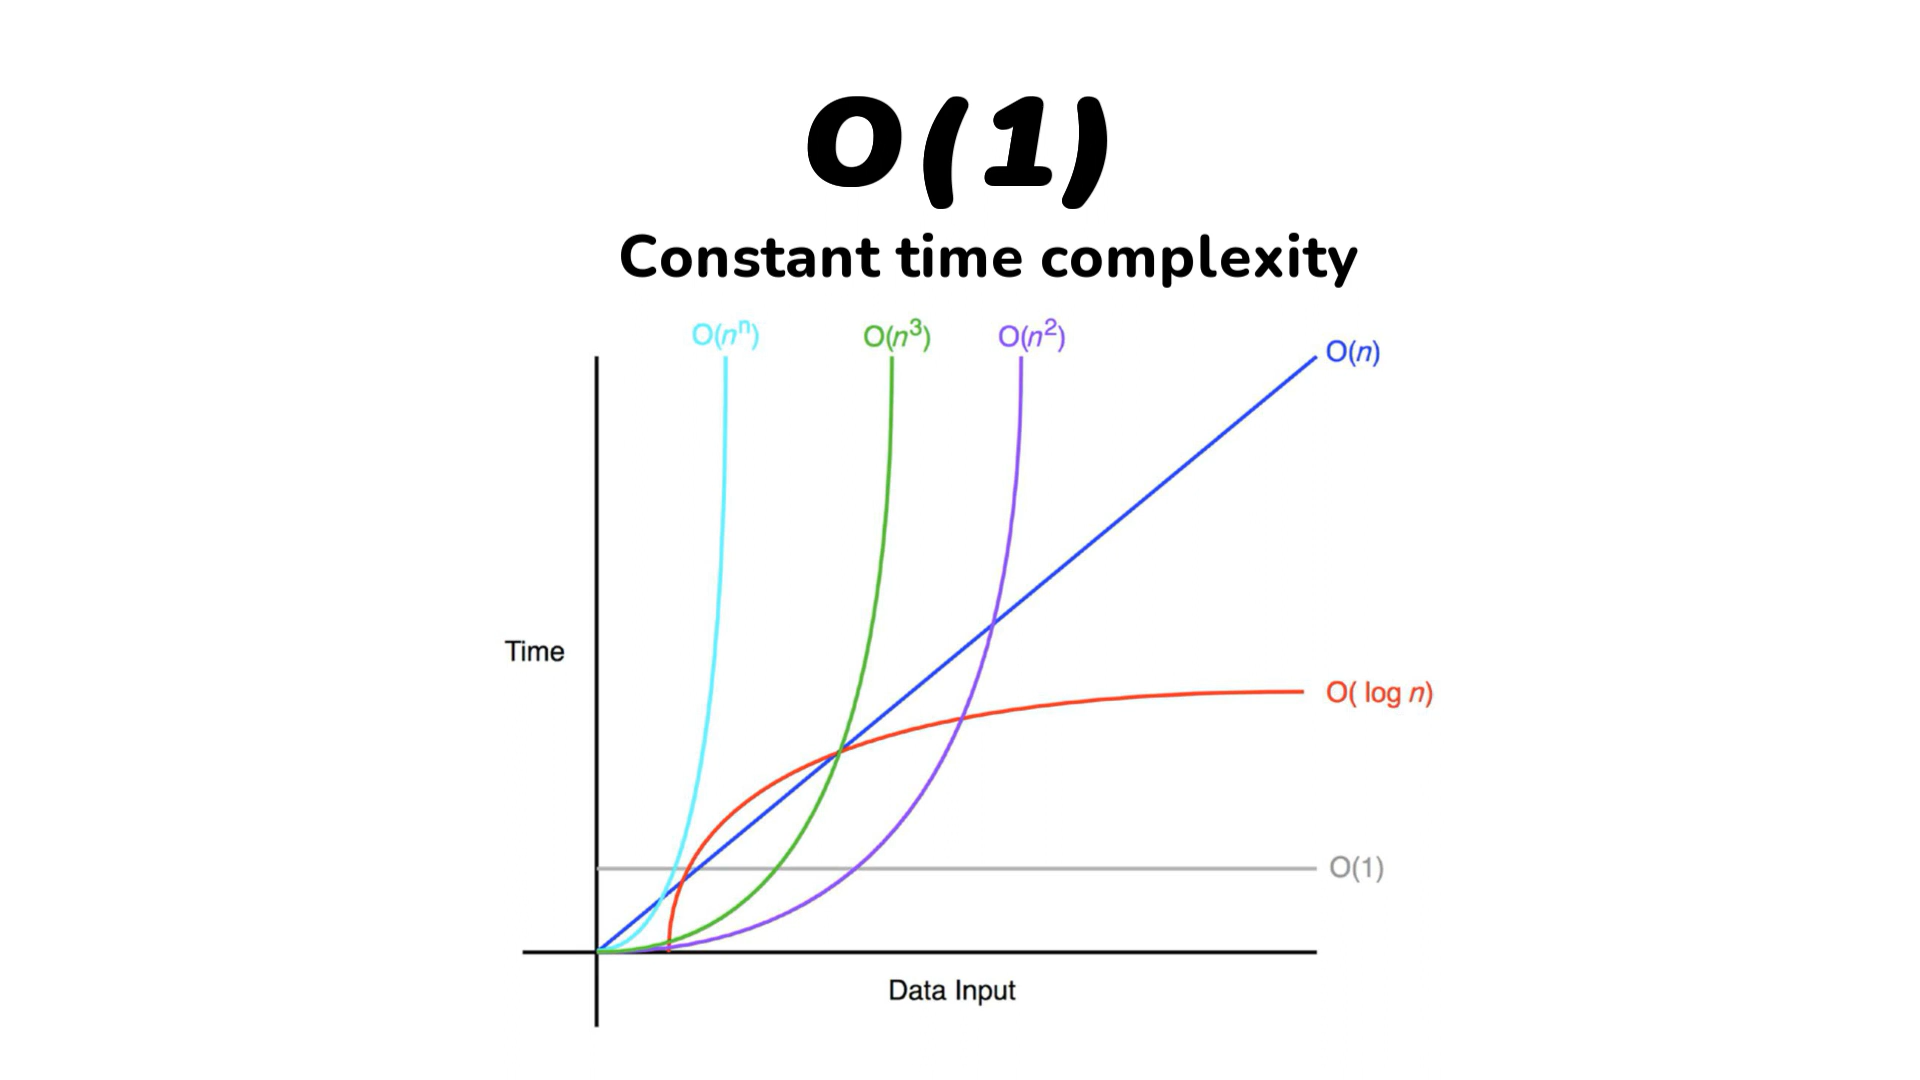 O(1)
Constant time complexity
O(nⁿ)
O(n³)
O(n²)
O(n)
Time
O( log n)
O(1)
Data Input